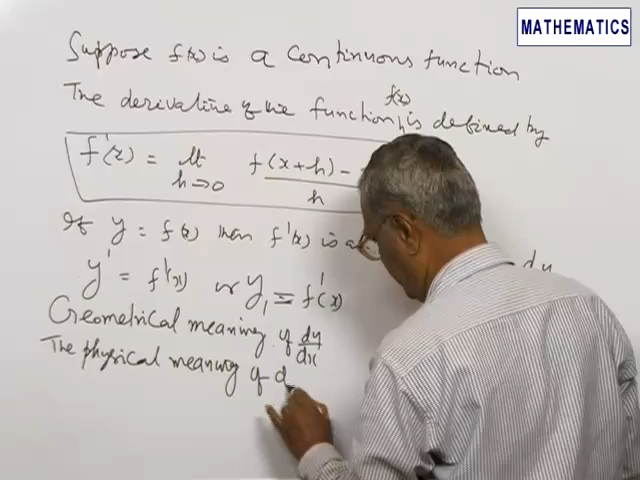 MATHEMATICS
Suppose f(x) is a continuous function
The derivative of the function f(x) is defined by
f'(x) = lt h→0 f(x+h) - / h
If y = f(x) then f'(x) is a
dy
y' = f'(x) or y₁ = f'(x)
Geometrical meaning of dy/dx
The physical meaning of d